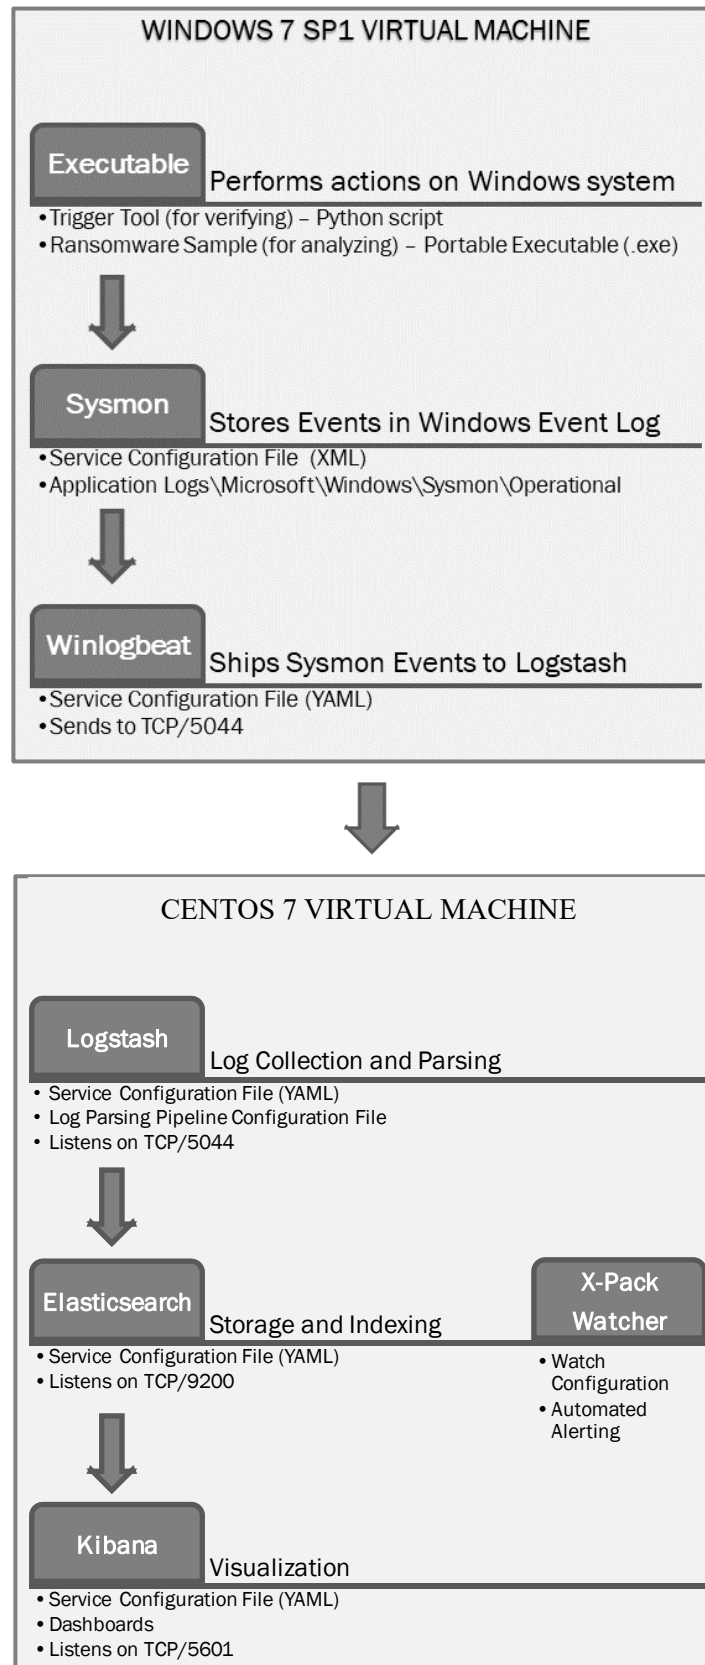 WINDOWS 7 SP1 VIRTUAL MACHINE
Executable
Performs actions on Windows system
•Trigger Tool (for verifying) – Python script
•Ransomware Sample (for analyzing) – Portable Executable (.exe)
Sysmon
Stores Events in Windows Event Log
•Service Configuration File (XML)
•Application Logs\Microsoft\Windows\Sysmon\Operational
Winlogbeat
Ships Sysmon Events to Logstash
•Service Configuration File (YAML)
•Sends to TCP/5044
CENTOS 7 VIRTUAL MACHINE
Logstash
Log Collection and Parsing
• Service Configuration File (YAML)
• Log Parsing Pipeline Configuration File
• Listens on TCP/5044
Elasticsearch
Storage and Indexing
• Service Configuration File (YAML)
• Listens on TCP/9200
X-Pack
Watcher
• Watch
Configuration
• Automated
Alerting
Kibana
Visualization
• Service Configuration File (YAML)
• Dashboards
• Listens on TCP/5601